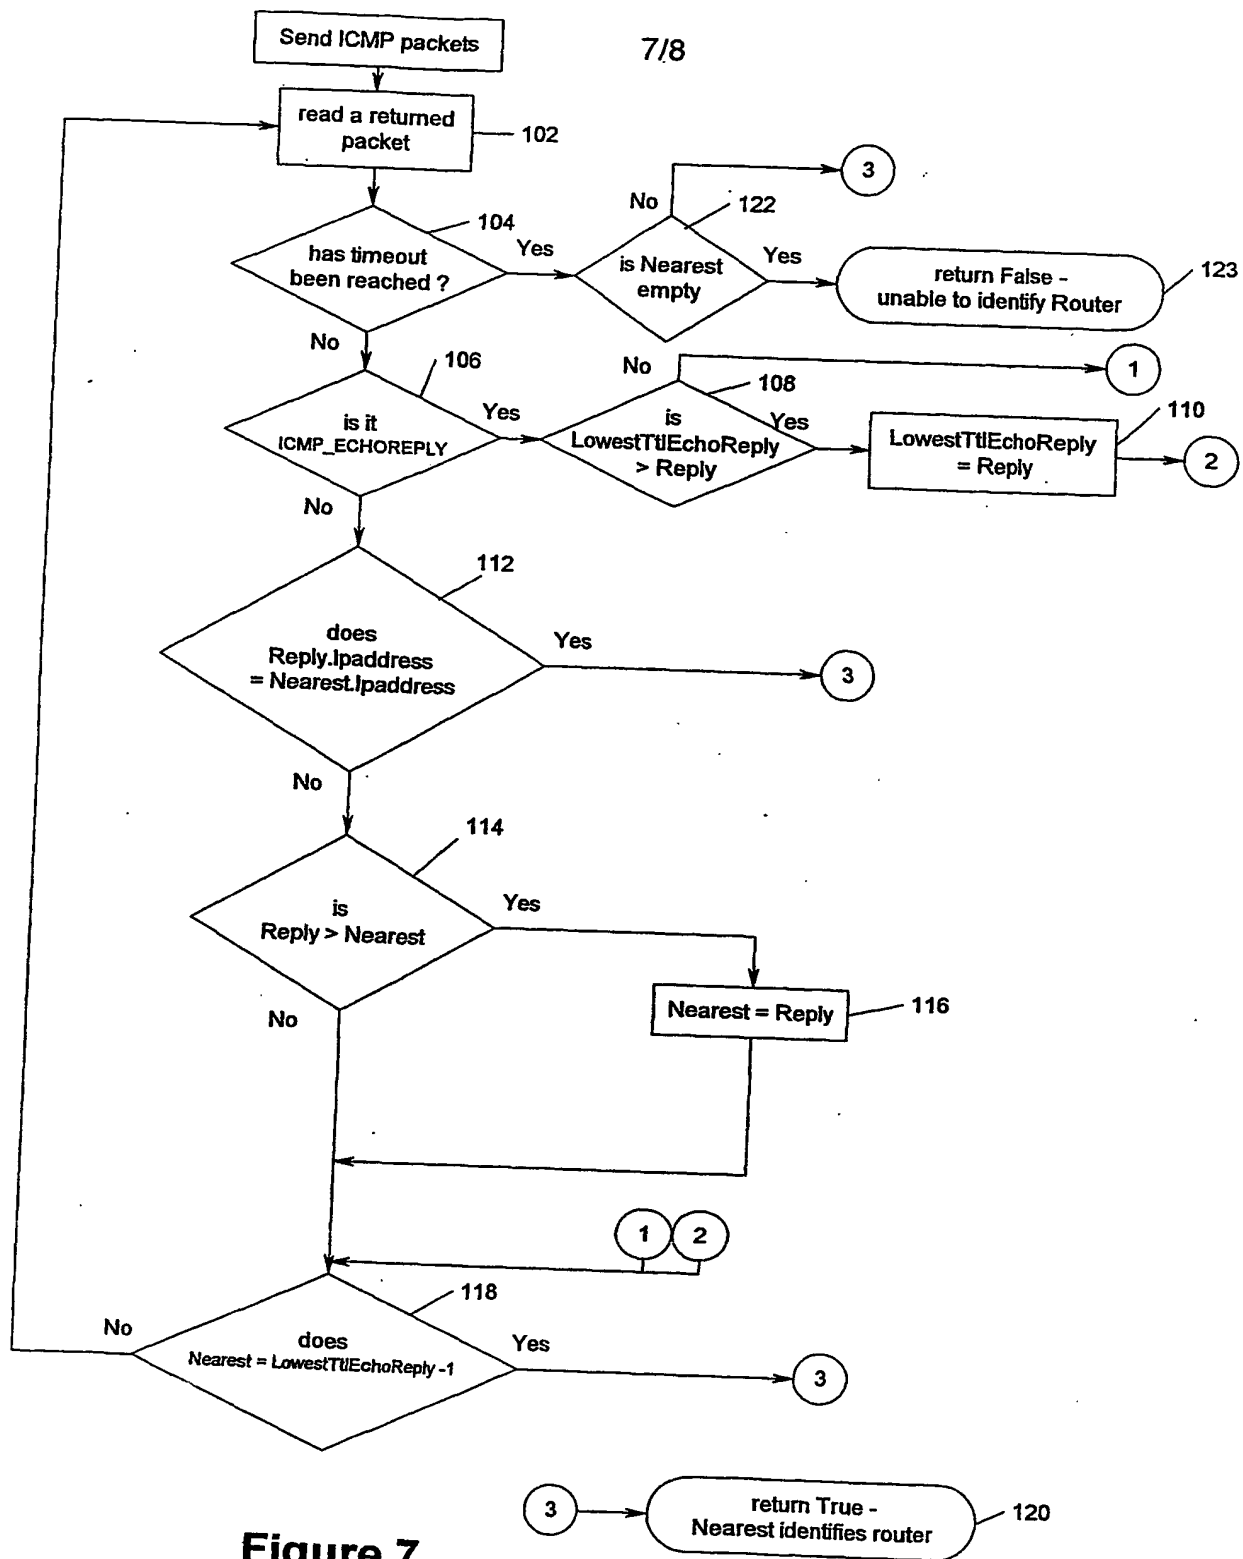 Send ICMP packets
7/8
read a returned
packet
102
3
No
122
104
has timeout
been reached ?
Yes
is Nearest
empty
Yes
return False -
unable to identify Router
123
No
106
No
1
108
is it
ICMP_ECHOREPLY
Yes
is
LowestTtlEchoReply
> Reply
Yes
LowestTtlEchoReply
= Reply
110
2
No
112
does
Reply.Ipaddress
= Nearest.Ipaddress
Yes
3
No
114
is
Reply > Nearest
Yes
Nearest = Reply
116
No
1
2
118
No
does
Nearest = LowestTtlEchoReply -1
Yes
3
3
return True -
Nearest identifies router
120
Figure 7